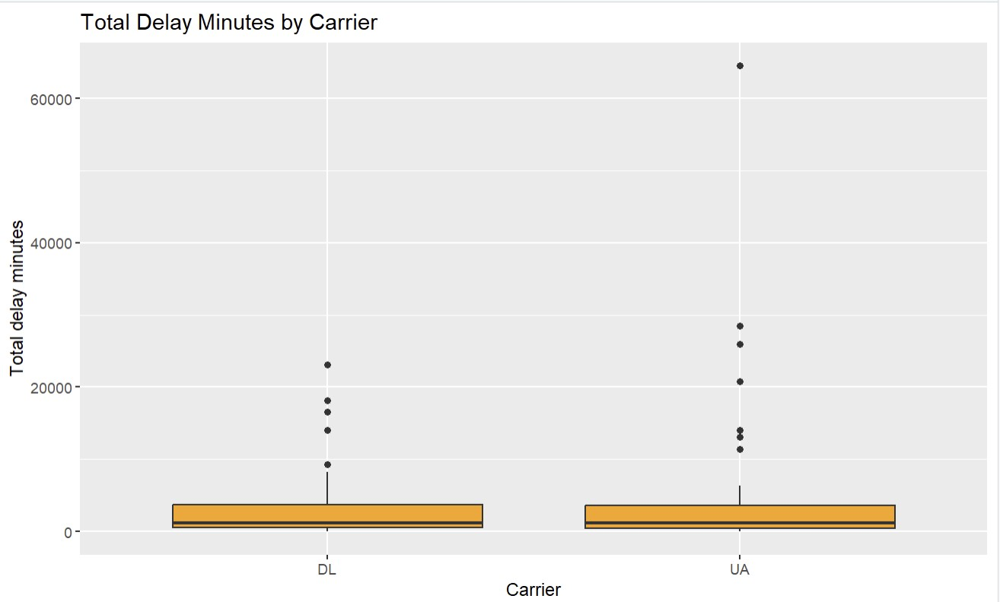 Total Delay Minutes by Carrier
Total delay minutes
60000
40000
20000
0
DL
UA
Carrier